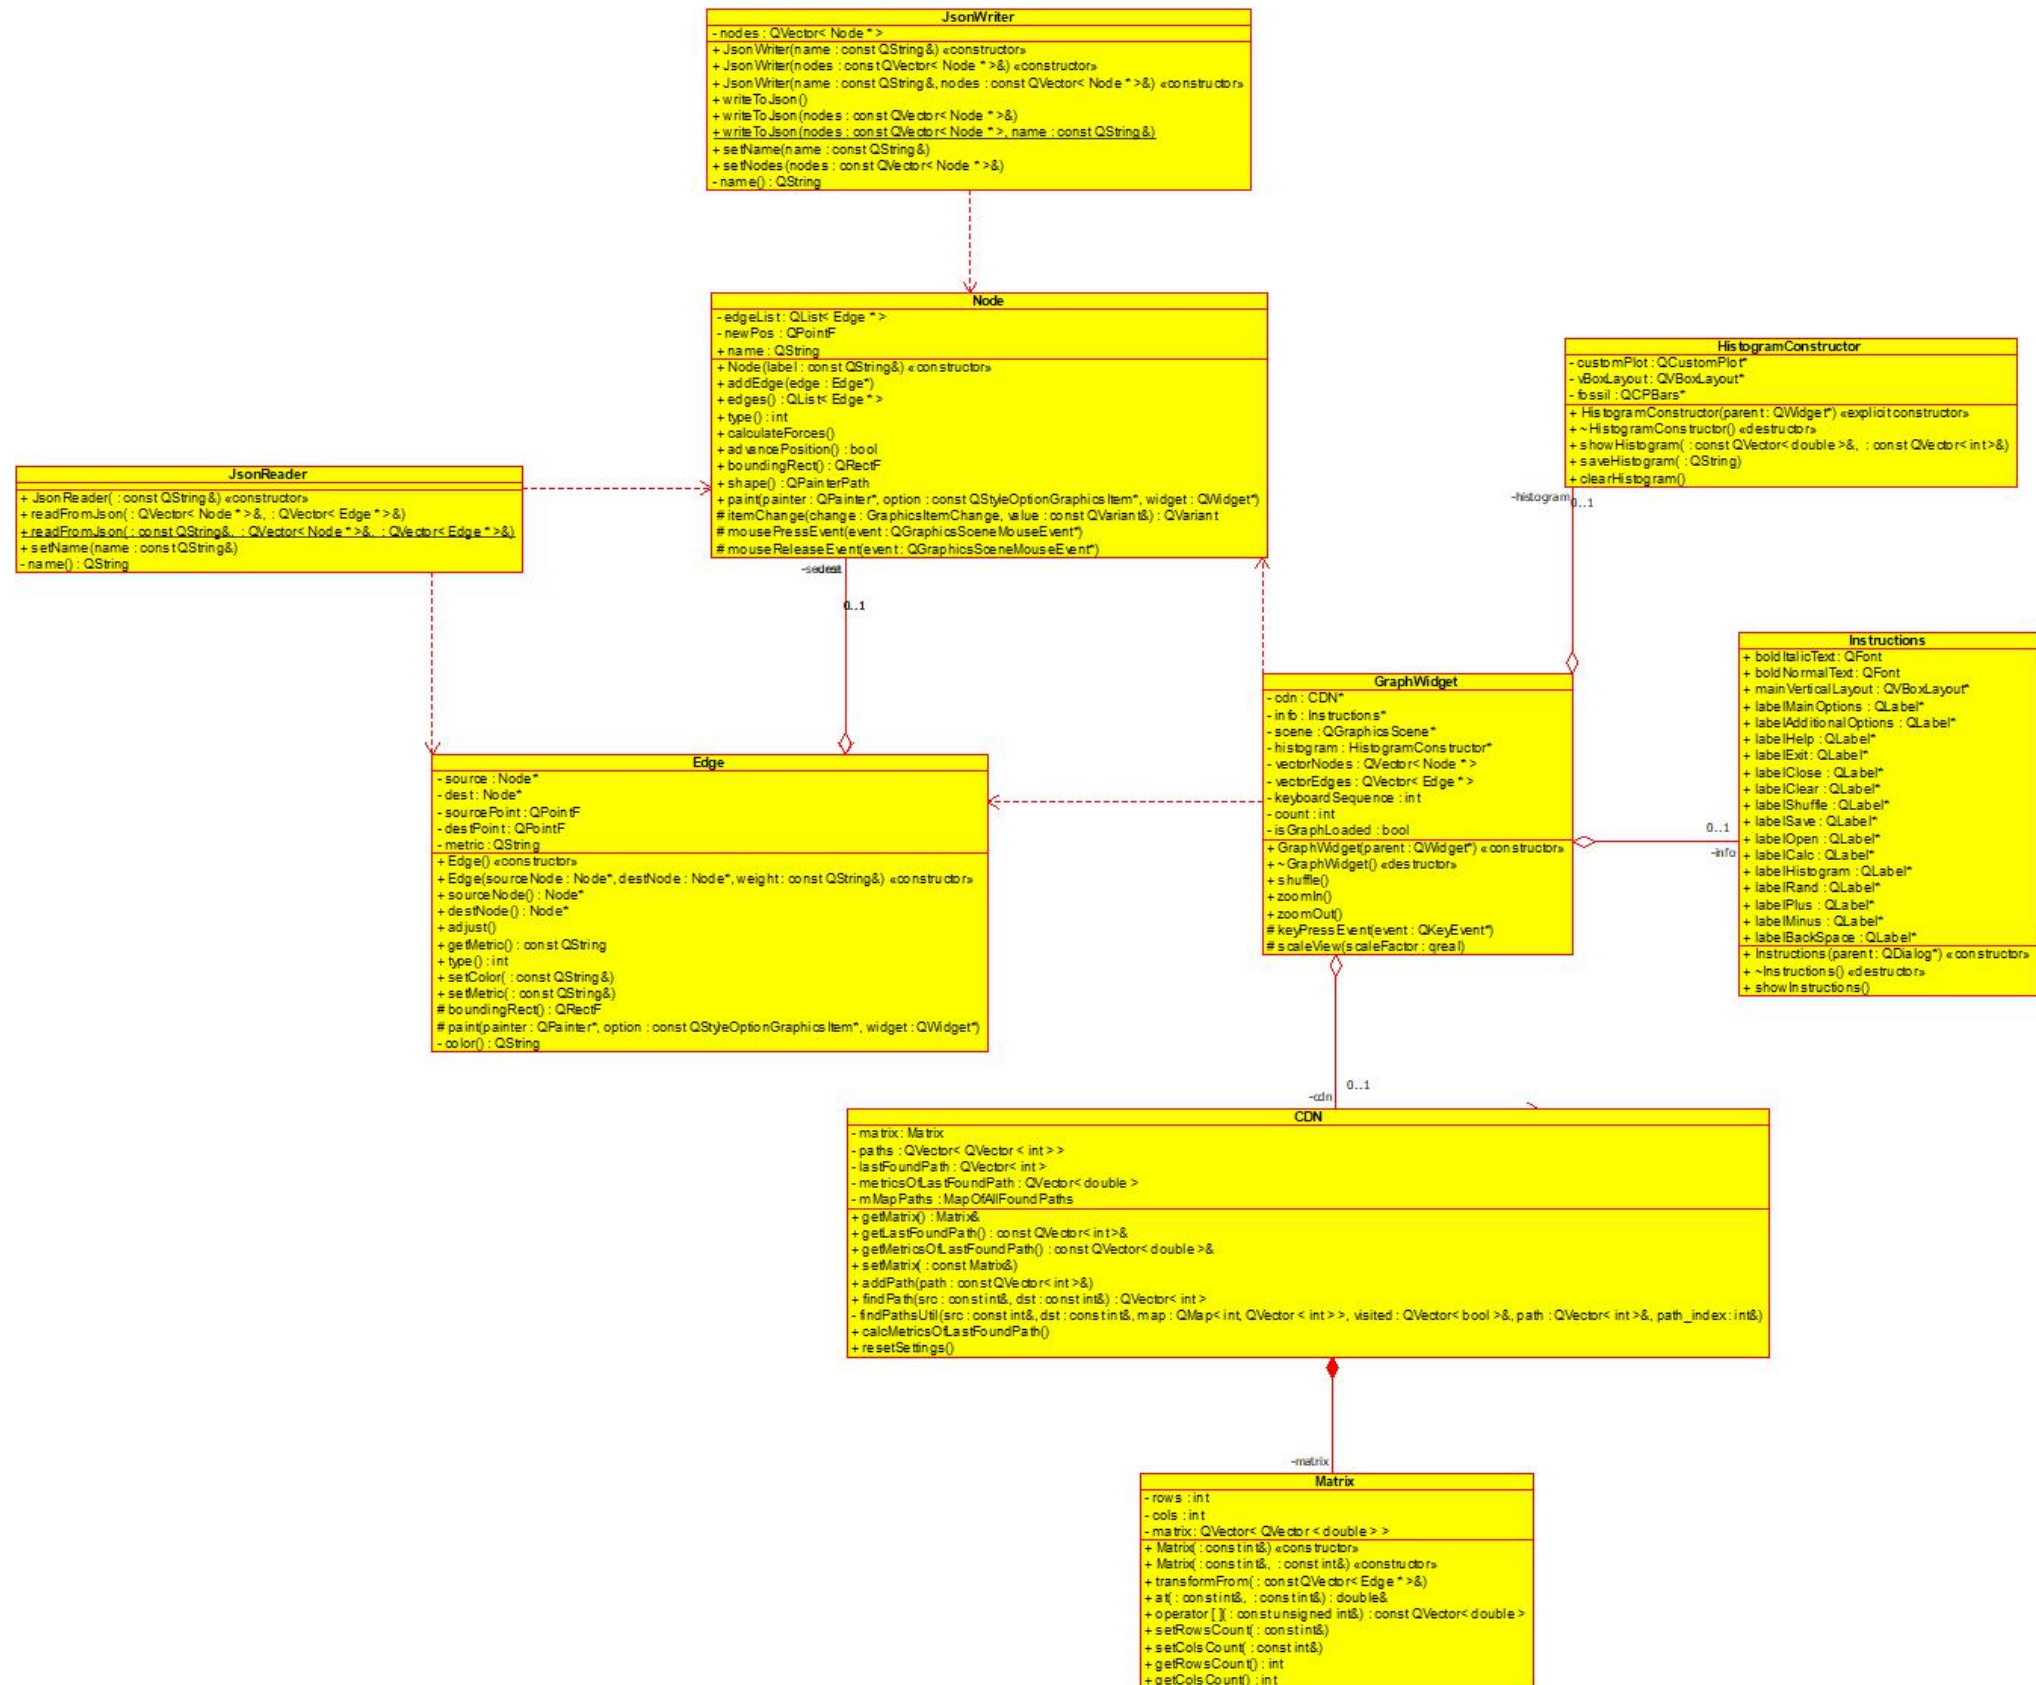 JsonWriter
- nodes : QVector< Node * >
+ JsonWriter(name : const QString&) «constructor»
+ JsonWriter(nodes : const QVector< Node * >&) «constructor»
+ JsonWriter(name : const QString&, nodes : const QVector< Node * >&) «constructor»
+ writeToJson()
+ writeToJson(nodes : const QVector< Node * >&)
+ writeToJson(nodes : const QVector< Node * >, name : const QString&)
+ setName(name : const QString&)
+ setNodes(nodes : const QVector< Node * >&)
- name() : QString
Node
- edgeList : QList< Edge * >
- newPos : QPointF
+ name : QString
+ Node(label : const QString&) «constructor»
+ addEdge(edge : Edge*)
+ edges() : QList< Edge * >
+ type() : int
+ calculateForces()
+ advancePosition() : bool
+ boundingRect() : QRectF
+ shape() : QPainterPath
+ paint(painter : QPainter*, option : const QStyleOptionGraphicsItem*, widget : QWidget*)
# itemChange(change : GraphicsItemChange, value : const QVariant&) : QVariant
# mousePressEvent(event : QGraphicsSceneMouseEvent*)
# mouseReleaseEvent(event : QGraphicsSceneMouseEvent*)
HistogramConstructor
- customPlot : QCustomPlot*
- vBoxLayout : QVBoxLayout*
- fossil : QCPBars*
+ HistogramConstructor(parent : QWidget*) «explicit constructor»
+ ~HistogramConstructor() «destructor»
+ showHistogram( : const QVector< double >&, : const QVector< int >&)
+ saveHistogram( : QString)
+ clearHistogram()
-histogram
0..1
JsonReader
+ JsonReader( : const QString&) «constructor»
+ readFromJson( : QVector< Node * >&, : QVector< Edge * >&)
+ readFromJson( : const QString&, : QVector< Node * >&, : QVector< Edge * >&)
+ setName(name : const QString&)
- name() : QString
0..1
Instructions
+ boldItalicText : QFont
+ boldNormalText : QFont
+ mainVerticalLayout : QVBoxLayout*
+ labelMainOptions : QLabel*
+ labelAdditionalOptions : QLabel*
+ labelHelp : QLabel*
+ labelExit : QLabel*
+ labelClose : QLabel*
+ labelClear : QLabel*
+ labelShuffle : QLabel*
+ labelSave : QLabel*
+ labelOpen : QLabel*
+ labelCalc : QLabel*
+ labelHistogram : QLabel*
+ labelRand : QLabel*
+ labelPlus : QLabel*
+ labelMinus : QLabel*
+ labelBackSpace : QLabel*
+ Instructions(parent : QDialog*) «constructor»
+ ~Instructions() «destructor»
+ showInstructions()
GraphWidget
- cdn : CDN*
- info : Instructions*
- scene : QGraphicsScene*
- histogram : HistogramConstructor*
- vectorNodes : QVector< Node * >
- vectorEdges : QVector< Edge * >
- keyboardSequence : int
- count : int
- isGraphLoaded : bool
+ GraphWidget(parent : QWidget*) «constructor»
+ ~GraphWidget() «destructor»
+ shuffle()
+ zoomIn()
+ zoomOut()
# keyPressEvent(event : QKeyEvent*)
# scaleView(scaleFactor : qreal)
0..1
-info
Edge
- source : Node*
- dest : Node*
- sourcePoint : QPointF
- destPoint : QPointF
- metric : QString
+ Edge() «constructor»
+ Edge(sourceNode : Node*, destNode : Node*, weight : const QString&) «constructor»
+ sourceNode() : Node*
+ destNode() : Node*
+ adjust()
+ getMetric() : const QString
+ type() : int
+ setColor( : const QString&)
+ setMetric( : const QString&)
# boundingRect() : QRectF
# paint(painter : QPainter*, option : const QStyleOptionGraphicsItem*, widget : QWidget*)
- color() : QString
0..1
-cdn
CDN
- matrix : Matrix
- paths : QVector< QVector < int > >
- lastFoundPath : QVector< int >
- metricsOfLastFoundPath : QVector< double >
- mMapPaths : MapOfAllFoundPaths
+ getMatrix() : Matrix&
+ getLastFoundPath() : const QVector< int >&
+ getMetricsOfLastFoundPath() : const QVector< double >&
+ setMatrix( : const Matrix&)
+ addPath(path : const QVector< int >&)
+ findPath(src : const int&, dst : const int&) : QVector< int >
- findPathsUtil(src : const int&, dst : const int&, map : QMap< int, QVector < int > >, visited : QVector< bool >&, path : QVector< int >&, path_index : int&)
+ calcMetricsOfLastFoundPath()
+ resetSettings()
-matrix
Matrix
- rows : int
- cols : int
- matrix : QVector< QVector < double > >
+ Matrix( : const int&) «constructor»
+ Matrix( : const int&, : const int&) «constructor»
+ transformFrom( : const QVector< Edge * >&)
+ at( : const int&, : const int&) : double&
+ operator [ ]( : const unsigned int&) : const QVector< double >
+ setRowsCount( : const int&)
+ setColsCount( : const int&)
+ getRowsCount() : int
+ getColsCount() : int